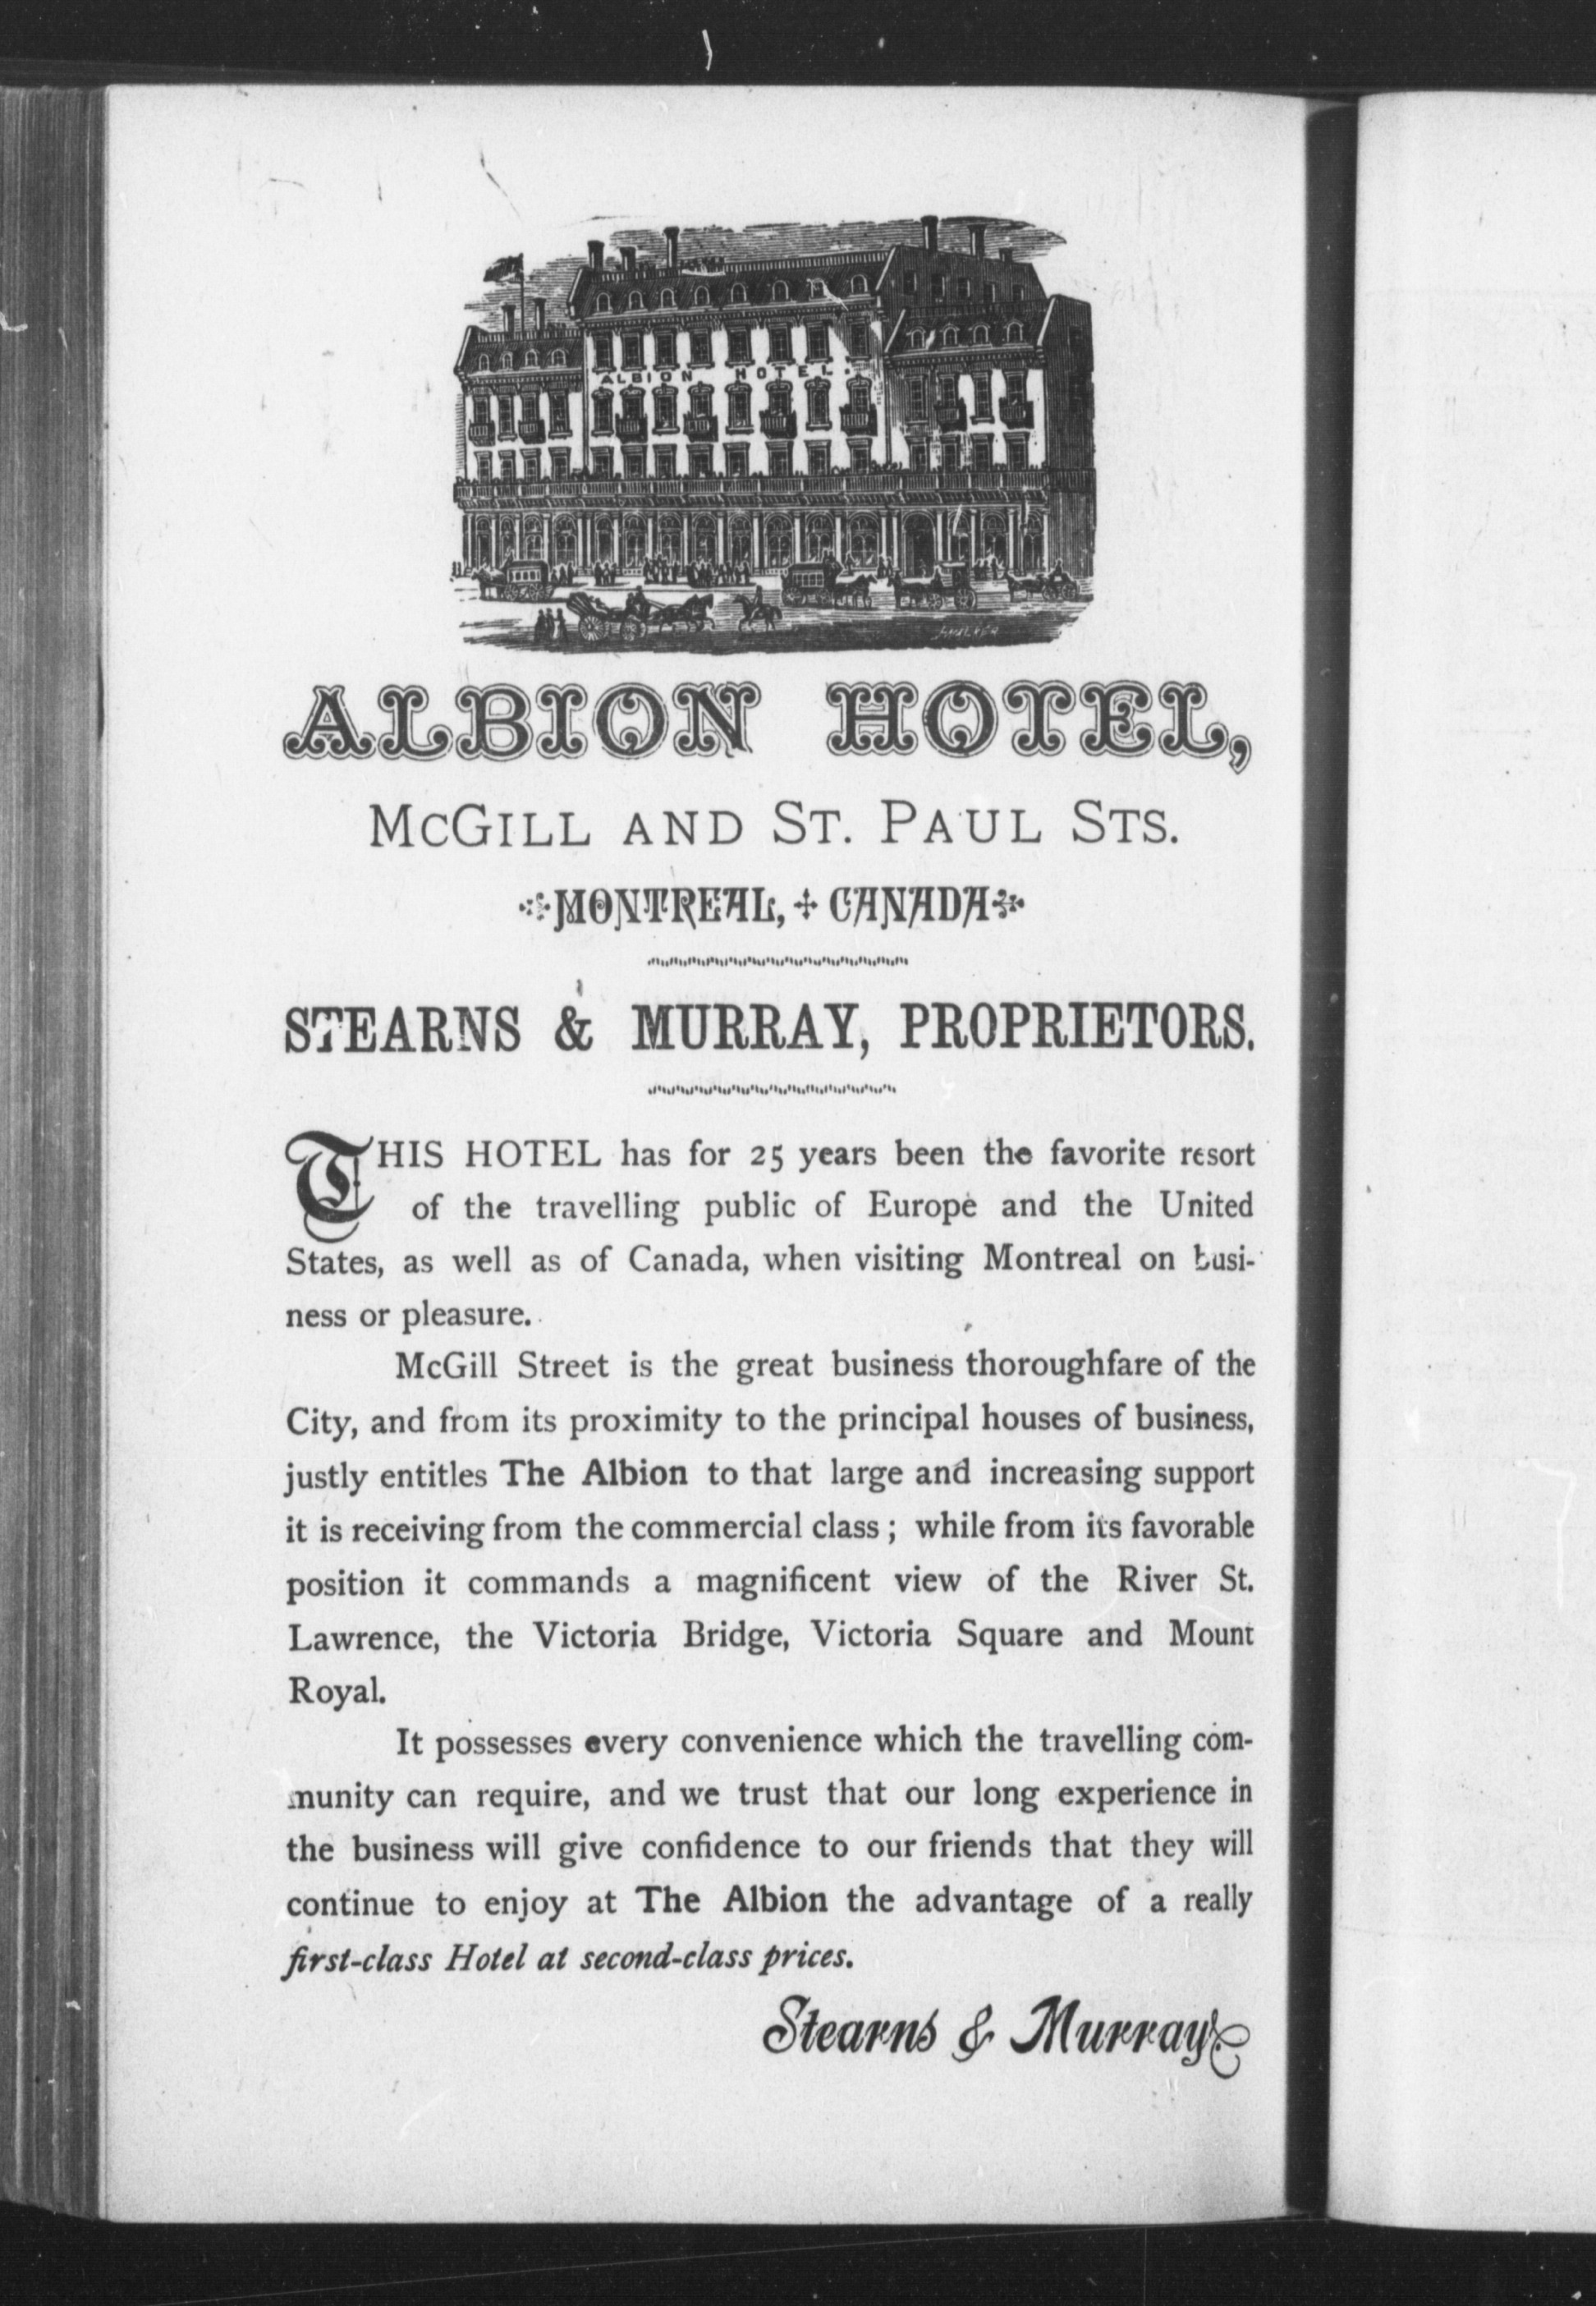 ALBION HOTEL.
ALBION HOTEL,
McGILL AND ST. PAUL STS.
MONTREAL, CANADA
STEARNS & MURRAY, PROPRIETORS.
THIS HOTEL has for 25 years been the favorite resort
of the travelling public of Europe and the United
States, as well as of Canada, when visiting Montreal on busi-
ness or pleasure.
McGill Street is the great business thoroughfare of the
City, and from its proximity to the principal houses of business,
justly entitles The Albion to that large and increasing support
it is receiving from the commercial class ; while from its favorable
position it commands a magnificent view of the River St.
Lawrence, the Victoria Bridge, Victoria Square and Mount
Royal.
It possesses every convenience which the travelling com-
munity can require, and we trust that our long experience in
the business will give confidence to our friends that they will
continue to enjoy at The Albion the advantage of a really
first-class Hotel at second-class prices.
Stearns & Murray